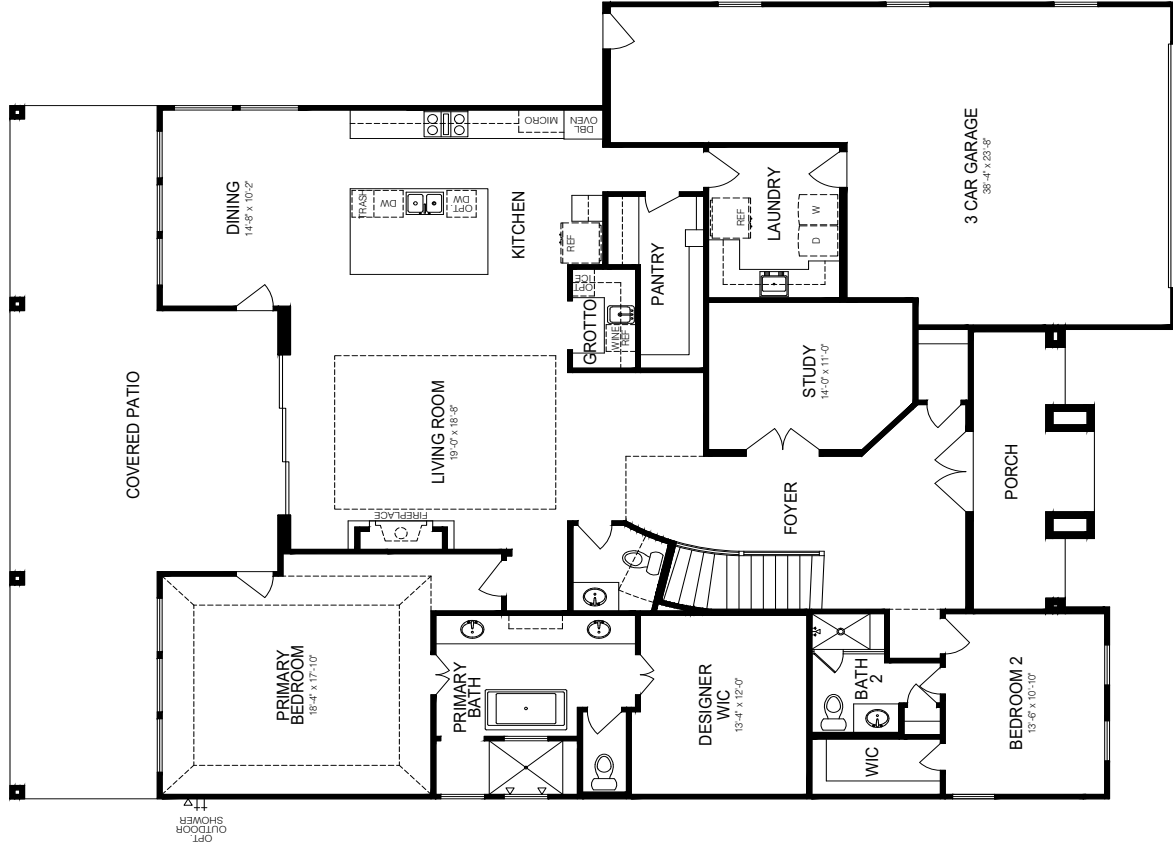 COVERED PATIO
DINING
14'-8" x 10'-2"
KITCHEN
MICRO
DBL
OVEN
TRASH
DW
OPT.
DW
REF
OPT.
ICE
GROTTO
WINE
REF
PANTRY
LAUNDRY
REF
W
D
3 CAR GARAGE
38'-4" x 23'-8"
LIVING ROOM
19'-0" x 18'-8"
FIREPLACE
STUDY
14'-0" x 11'-0"
FOYER
PORCH
PRIMARY
BEDROOM
18'-4" x 17'-10"
PRIMARY
BATH
DESIGNER
WIC
13'-4" x 12'-0"
BATH
2
WIC
BEDROOM 2
13'-6" x 10'-10"
OPT.
OUTDOOR
SHOWER